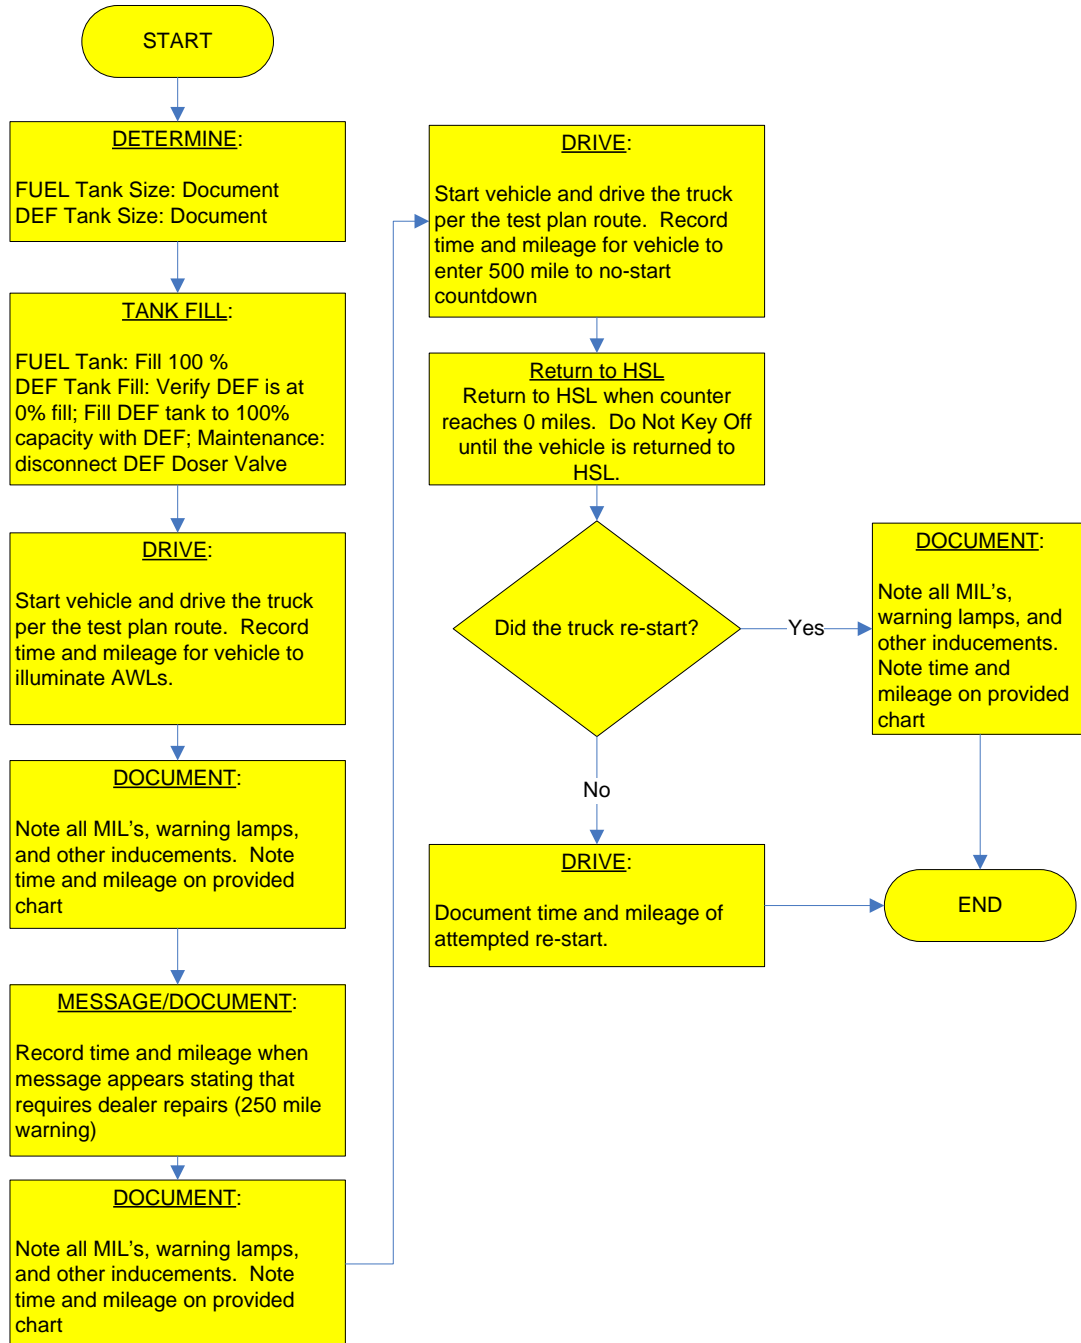 START
DETERMINE:
FUEL Tank Size: Document
DEF Tank Size: Document
TANK FILL:
FUEL Tank: Fill 100 %
DEF Tank Fill: Verify DEF is at
0% fill; Fill DEF tank to 100%
capacity with DEF; Maintenance:
disconnect DEF Doser Valve
DRIVE:
Start vehicle and drive the truck
per the test plan route.  Record
time and mileage for vehicle to
illuminate AWLs.
DOCUMENT:
Note all MIL’s, warning lamps,
and other inducements.  Note
time and mileage on provided
chart
MESSAGE/DOCUMENT:
Record time and mileage when
message appears stating that
requires dealer repairs (250 mile
warning)
DOCUMENT:
Note all MIL’s, warning lamps,
and other inducements.  Note
time and mileage on provided
chart
DRIVE:
Start vehicle and drive the truck
per the test plan route.  Record
time and mileage for vehicle to
enter 500 mile to no-start
countdown
Return to HSL
Return to HSL when counter
reaches 0 miles.  Do Not Key Off
until the vehicle is returned to
HSL.
Did the truck re-start?
Yes
DOCUMENT:
Note all MIL’s,
warning lamps, and
other inducements.
Note time and
mileage on provided
chart
No
DRIVE:
Document time and mileage of
attempted re-start.
END